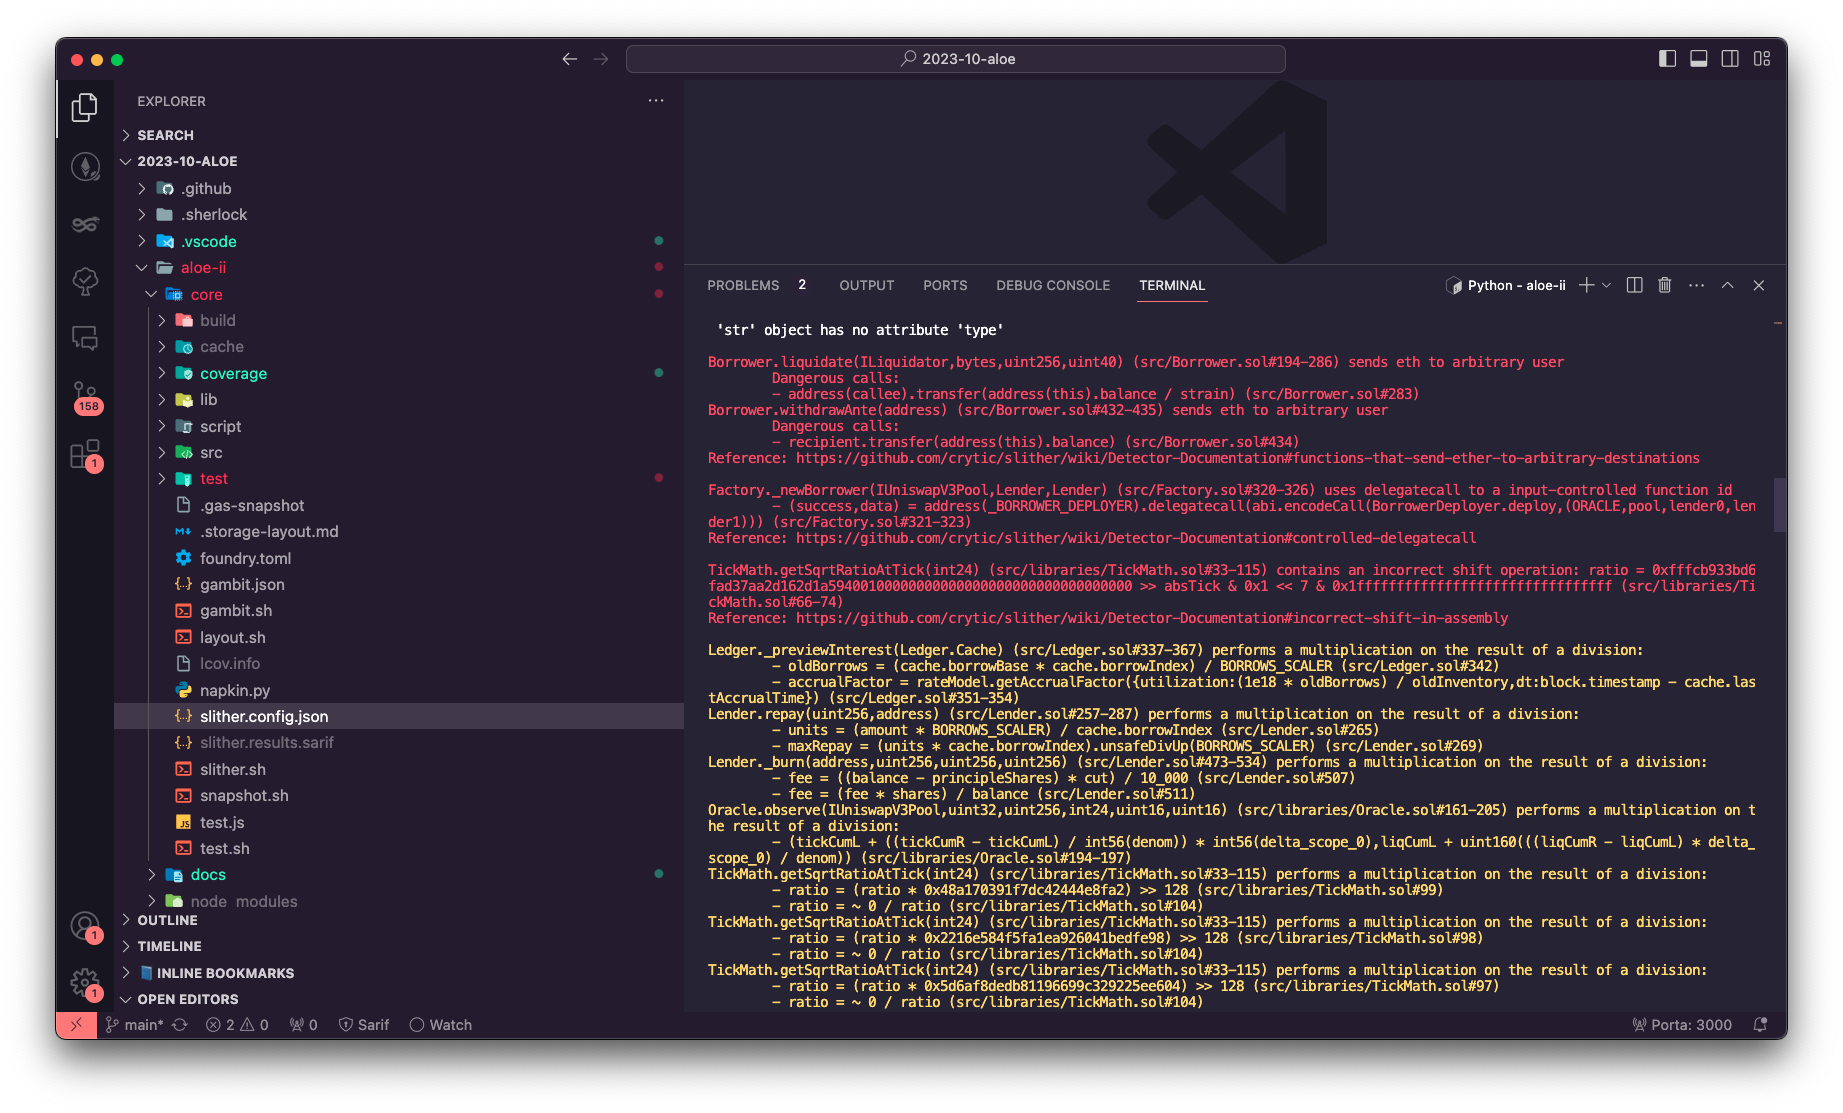 2023-10-aloe
EXPLORER
SEARCH
2023-10-ALOE
.github
.sherlock
.vscode
aloe-ii
core
build
cache
coverage
lib
script
src
test
.gas-snapshot
.storage-layout.md
foundry.toml
gambit.json
gambit.sh
layout.sh
lcov.info
napkin.py
slither.config.json
slither.results.sarif
slither.sh
snapshot.sh
test.js
test.sh
docs
node_modules
OUTLINE
TIMELINE
INLINE BOOKMARKS
OPEN EDITORS
158
1
1
1
PROBLEMS 2 OUTPUT PORTS DEBUG CONSOLE TERMINAL Python - aloe-ii
'str' object has no attribute 'type'
Borrower.liquidate(ILiquidator,bytes,uint256,uint40) (src/Borrower.sol#194-286) sends eth to arbitrary user
Dangerous calls:
- address(callee).transfer(address(this).balance / strain) (src/Borrower.sol#283)
Borrower.withdrawAnte(address) (src/Borrower.sol#432-435) sends eth to arbitrary user
Dangerous calls:
- recipient.transfer(address(this).balance) (src/Borrower.sol#434)
Reference: https://github.com/crytic/slither/wiki/Detector-Documentation#functions-that-send-ether-to-arbitrary-destinations
Factory._newBorrower(IUniswapV3Pool,Lender,Lender) (src/Factory.sol#320-326) uses delegatecall to a input-controlled function id
- (success,data) = address(_BORROWER_DEPLOYER).delegatecall(abi.encodeCall(BorrowerDeployer.deploy,(ORACLE,pool,lender0,len
der1))) (src/Factory.sol#321-323)
Reference: https://github.com/crytic/slither/wiki/Detector-Documentation#controlled-delegatecall
TickMath.getSqrtRatioAtTick(int24) (src/libraries/TickMath.sol#33-115) contains an incorrect shift operation: ratio = 0xfffcb933bd6
fad37aa2d162d1a594001000000000000000000000000000000000 >> absTick & 0x1 << 7 & 0x1ffffffffffffffffffffffffffffffff (src/libraries/Ti
ckMath.sol#66-74)
Reference: https://github.com/crytic/slither/wiki/Detector-Documentation#incorrect-shift-in-assembly
Ledger._previewInterest(Ledger.Cache) (src/Ledger.sol#337-367) performs a multiplication on the result of a division:
- oldBorrows = (cache.borrowBase * cache.borrowIndex) / BORROWS_SCALER (src/Ledger.sol#342)
- accrualFactor = rateModel.getAccrualFactor({utilization:(1e18 * oldBorrows) / oldInventory,dt:block.timestamp - cache.las
tAccrualTime}) (src/Ledger.sol#351-354)
Lender.repay(uint256,address) (src/Lender.sol#257-287) performs a multiplication on the result of a division:
- units = (amount * BORROWS_SCALER) / cache.borrowIndex (src/Lender.sol#265)
- maxRepay = (units * cache.borrowIndex).unsafeDivUp(BORROWS_SCALER) (src/Lender.sol#269)
Lender._burn(address,uint256,uint256,uint256) (src/Lender.sol#473-534) performs a multiplication on the result of a division:
- fee = ((balance - principleShares) * cut) / 10_000 (src/Lender.sol#507)
- fee = (fee * shares) / balance (src/Lender.sol#511)
Oracle.observe(IUniswapV3Pool,uint32,uint256,int24,uint16,uint16) (src/libraries/Oracle.sol#161-205) performs a multiplication on t
he result of a division:
- (tickCumL + ((tickCumR - tickCumL) / int56(denom)) * int56(delta_scope_0),liqCumL + uint160(((liqCumR - liqCumL) * delta_
scope_0) / denom)) (src/libraries/Oracle.sol#194-197)
TickMath.getSqrtRatioAtTick(int24) (src/libraries/TickMath.sol#33-115) performs a multiplication on the result of a division:
- ratio = (ratio * 0x48a170391f7dc42444e8fa2) >> 128 (src/libraries/TickMath.sol#99)
- ratio = ~ 0 / ratio (src/libraries/TickMath.sol#104)
TickMath.getSqrtRatioAtTick(int24) (src/libraries/TickMath.sol#33-115) performs a multiplication on the result of a division:
- ratio = (ratio * 0x2216e584f5fa1ea926041bedfe98) >> 128 (src/libraries/TickMath.sol#98)
- ratio = ~ 0 / ratio (src/libraries/TickMath.sol#104)
TickMath.getSqrtRatioAtTick(int24) (src/libraries/TickMath.sol#33-115) performs a multiplication on the result of a division:
- ratio = (ratio * 0x5d6af8dedb81196699c329225ee604) >> 128 (src/libraries/TickMath.sol#97)
- ratio = ~ 0 / ratio (src/libraries/TickMath.sol#104)
main* 2 0 0 Sarif Watch Porta: 3000